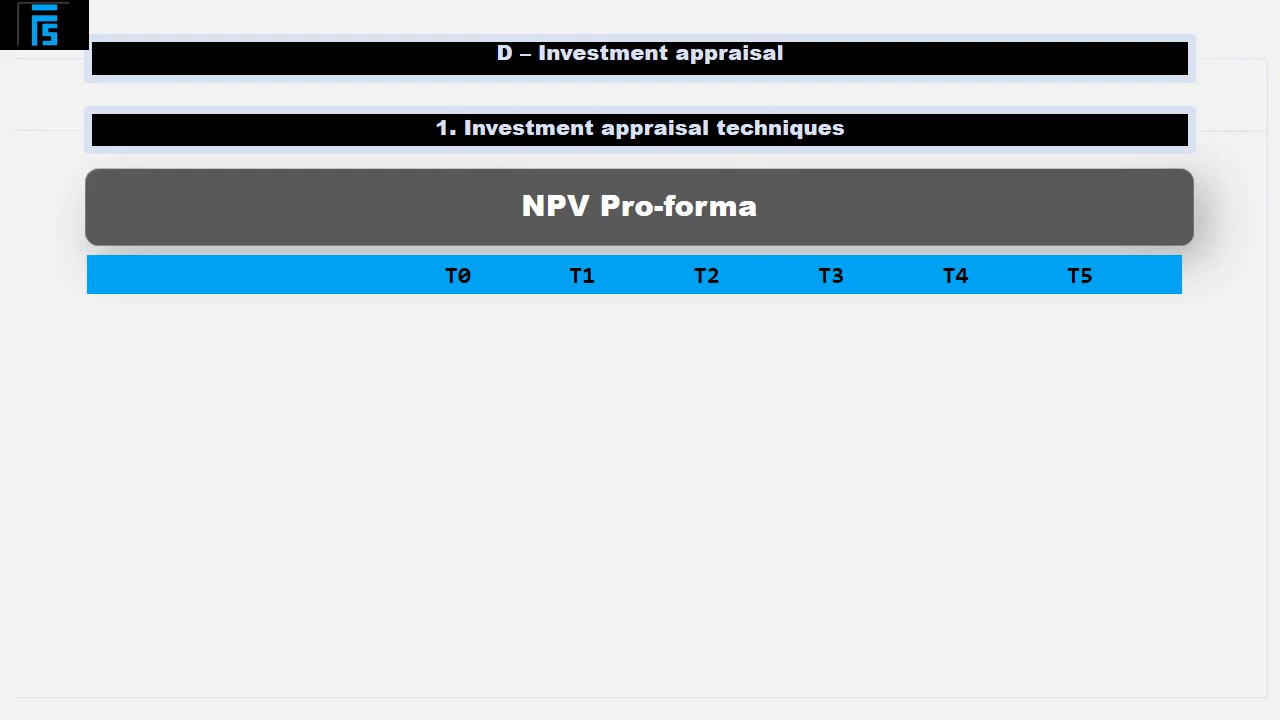 D – Investment appraisal
1. Investment appraisal techniques
NPV Pro-forma
T0 T1 T2 T3 T4 T5